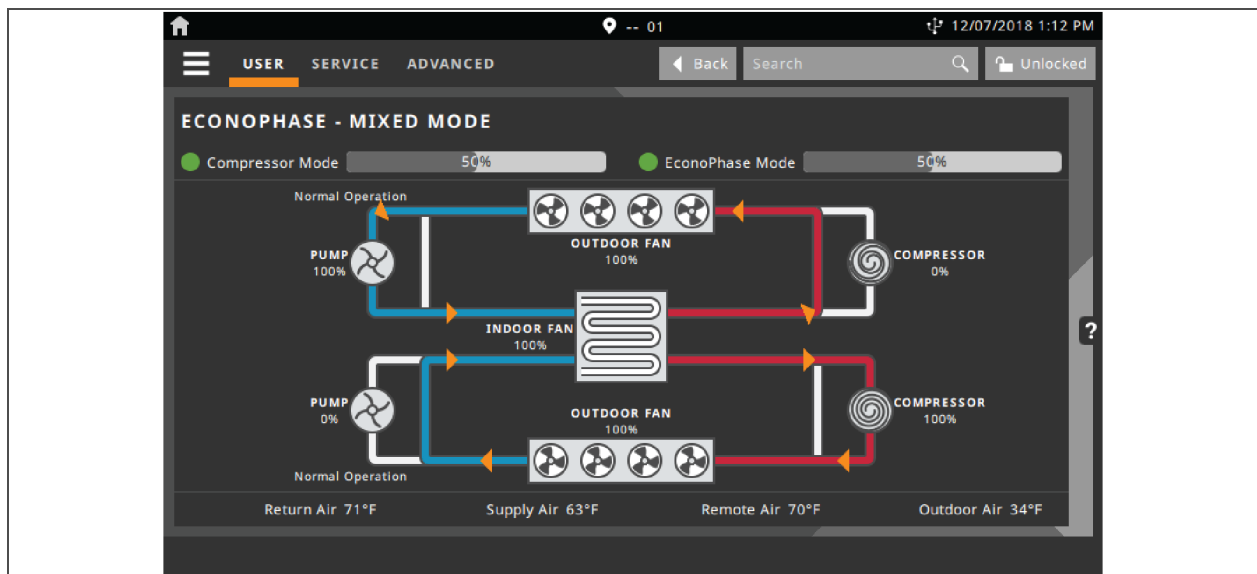 -- 01
12/07/2018 1:12 PM
USER SERVICE ADVANCED Back Search Unlocked
ECONOPHASE - MIXED MODE
Compressor Mode 50% EconoPhase Mode 50%
Normal Operation
OUTDOOR FAN
100%
PUMP
100%
COMPRESSOR
0%
INDOOR FAN
100%
?
PUMP
0%
OUTDOOR FAN
100%
COMPRESSOR
100%
Normal Operation
Return Air 71°F Supply Air 63°F Remote Air 70°F Outdoor Air 34°F